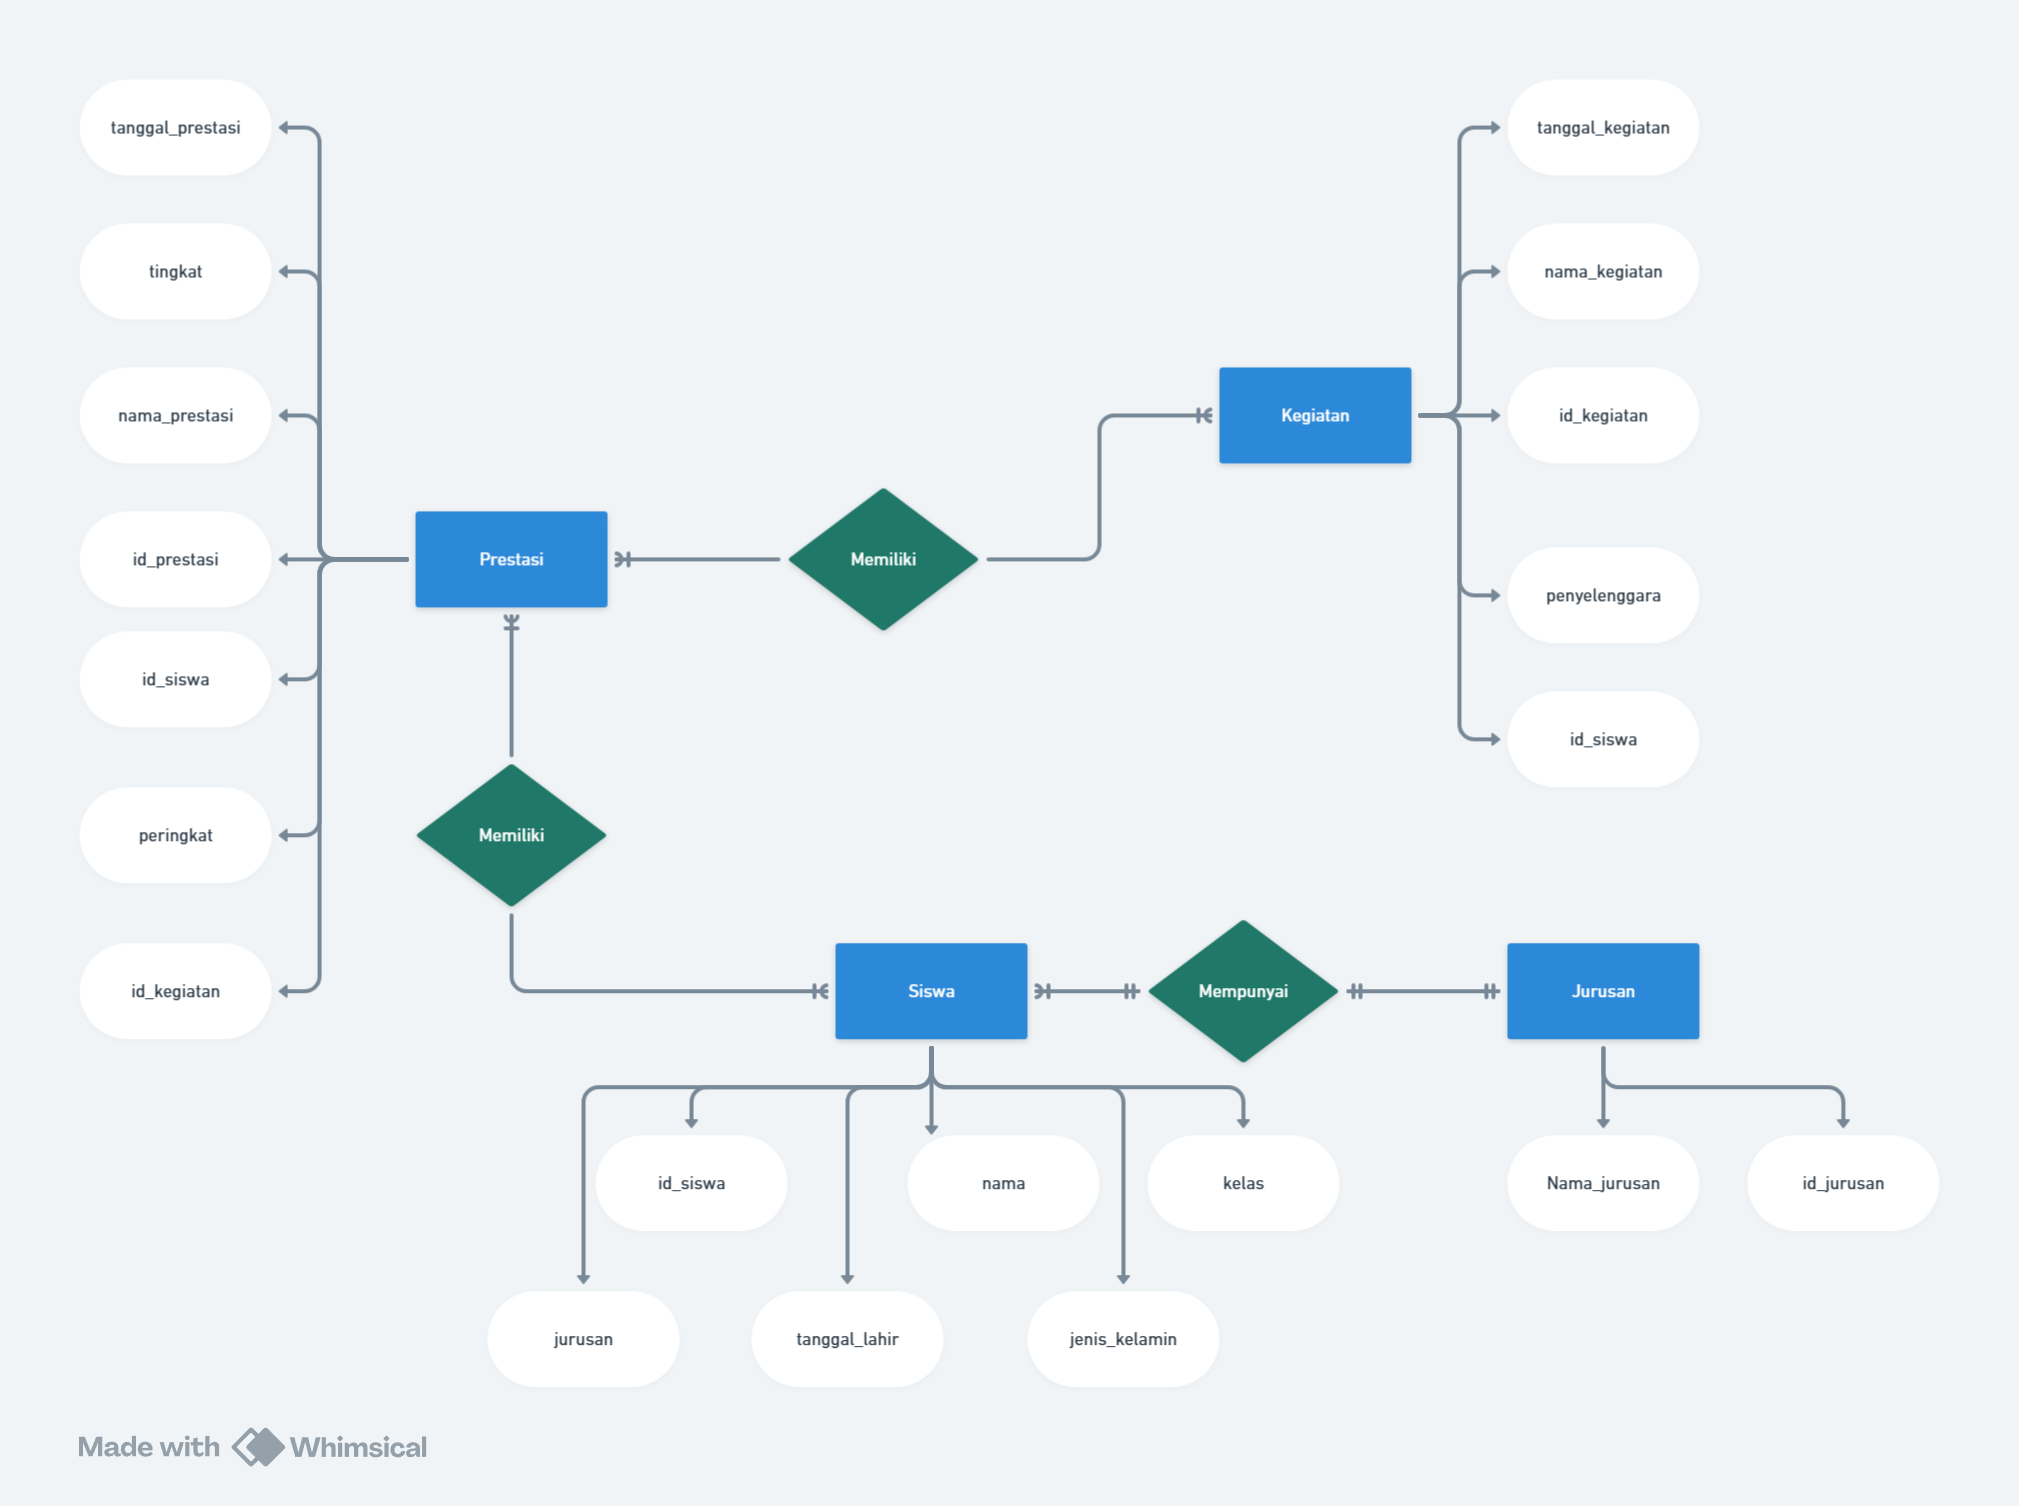 tanggal_prestasi
tingkat
nama_prestasi
id_prestasi
id_siswa
peringkat
id_kegiatan
Prestasi
Memiliki
Kegiatan
tanggal_kegiatan
nama_kegiatan
id_kegiatan
penyelenggara
id_siswa
Memiliki
Siswa
Mempunyai
Jurusan
id_siswa
nama
kelas
Nama_jurusan
id_jurusan
jurusan
tanggal_lahir
jenis_kelamin
Made with Whimsical